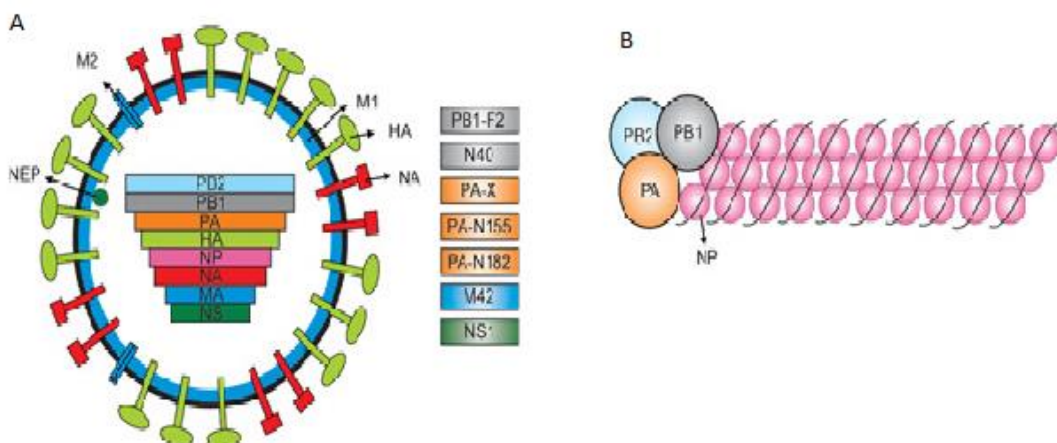 A
M2
M1
HA
NEP
NA
PB2
PB1
PA
HA
NP
NA
MA
NS
PB1-F2
N40
PA-X
PA-N155
PA-N182
M42
NS1
B
PB2
PB1
PA
NP